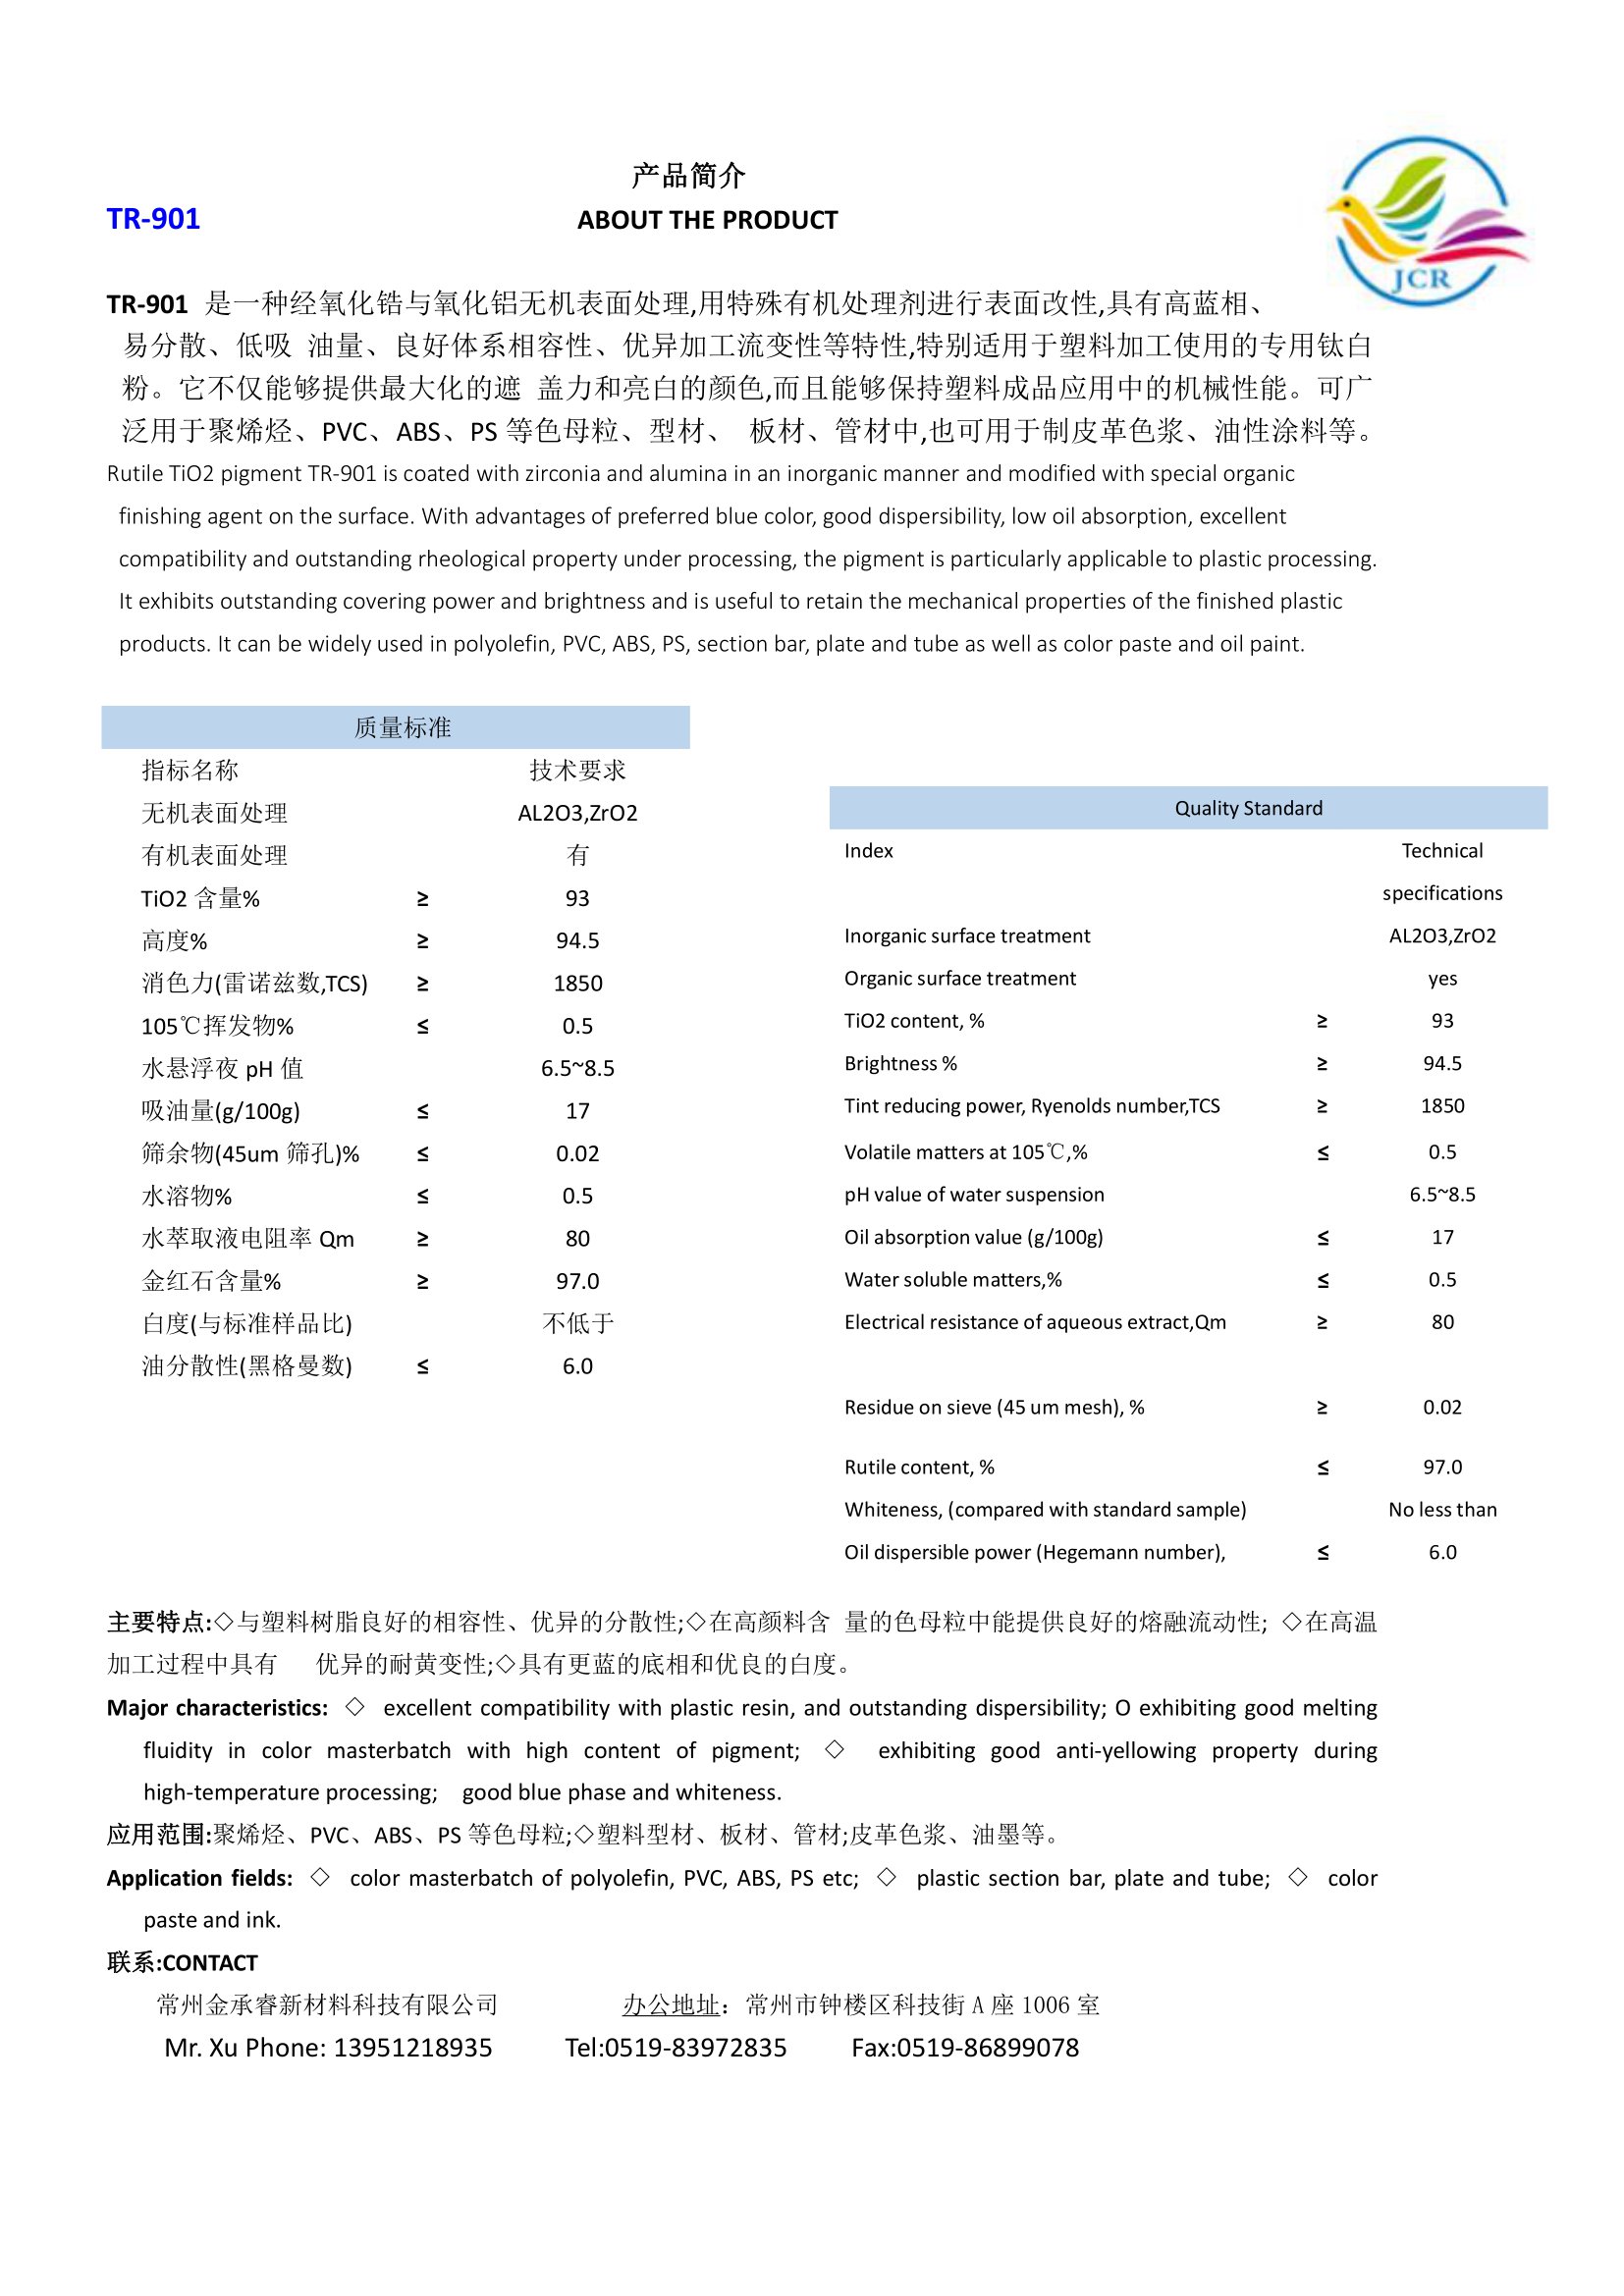 产品简介
TR-901 ABOUT THE PRODUCT
JCR
TR-901 是一种经氧化锆与氧化铝无机表面处理,用特殊有机处理剂进行表面改性,具有高蓝相、
易分散、低吸 油量、良好体系相容性、优异加工流变性等特性,特别适用于塑料加工使用的专用钛白
粉。它不仅能够提供最大化的遮 盖力和亮白的颜色,而且能够保持塑料成品应用中的机械性能。可广
泛用于聚烯烃、PVC、ABS、PS 等色母粒、型材、 板材、管材中,也可用于制皮革色浆、油性涂料等。
Rutile TiO2 pigment TR-901 is coated with zirconia and alumina in an inorganic manner and modified with special organic
finishing agent on the surface. With advantages of preferred blue color, good dispersibility, low oil absorption, excellent
compatibility and outstanding rheological property under processing, the pigment is particularly applicable to plastic processing.
It exhibits outstanding covering power and brightness and is useful to retain the mechanical properties of the finished plastic
products. It can be widely used in polyolefin, PVC, ABS, PS, section bar, plate and tube as well as color paste and oil paint.
质量标准
指标名称 技术要求
无机表面处理 AL2O3,ZrO2
有机表面处理 有
TiO2 含量% ≥ 93
高度% ≥ 94.5
消色力(雷诺兹数,TCS) ≥ 1850
105℃挥发物% ≤ 0.5
水悬浮夜 pH 值 6.5~8.5
吸油量(g/100g) ≤ 17
筛余物(45um 筛孔)% ≤ 0.02
水溶物% ≤ 0.5
水萃取液电阻率 Qm ≥ 80
金红石含量% ≥ 97.0
白度(与标准样品比) 不低于
油分散性(黑格曼数) ≤ 6.0
Quality Standard
Index Technical
specifications
Inorganic surface treatment AL2O3,ZrO2
Organic surface treatment yes
TiO2 content, % ≥ 93
Brightness % ≥ 94.5
Tint reducing power, Ryenolds number,TCS ≥ 1850
Volatile matters at 105℃,% ≤ 0.5
pH value of water suspension 6.5~8.5
Oil absorption value (g/100g) ≤ 17
Water soluble matters,% ≤ 0.5
Electrical resistance of aqueous extract,Qm ≥ 80
Residue on sieve (45 um mesh), % ≥ 0.02
Rutile content, % ≤ 97.0
Whiteness, (compared with standard sample) No less than
Oil dispersible power (Hegemann number), ≤ 6.0
主要特点:◇与塑料树脂良好的相容性、优异的分散性;◇在高颜料含 量的色母粒中能提供良好的熔融流动性; ◇在高温
加工过程中具有 优异的耐黄变性;◇具有更蓝的底相和优良的白度。
Major characteristics: ◇ excellent compatibility with plastic resin, and outstanding dispersibility; O exhibiting good melting
fluidity in color masterbatch with high content of pigment; ◇ exhibiting good anti-yellowing property during
high-temperature processing; good blue phase and whiteness.
应用范围:聚烯烃、PVC、ABS、PS 等色母粒;◇塑料型材、板材、管材;皮革色浆、油墨等。
Application fields: ◇ color masterbatch of polyolefin, PVC, ABS, PS etc; ◇ plastic section bar, plate and tube; ◇ color
paste and ink.
联系:CONTACT
常州金承睿新材料科技有限公司 办公地址：常州市钟楼区科技街 A 座 1006 室
Mr. Xu Phone: 13951218935 Tel:0519-83972835 Fax:0519-86899078